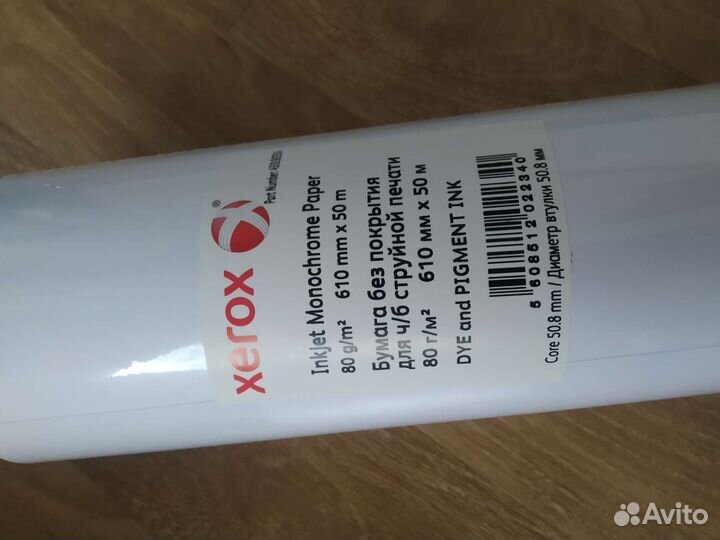 xerox ®
Part Number 450L90234
Inkjet Monochrome Paper
80 g/m² 610 mm x 50 m
Бумага без покрытия
для ч/б струйной печати
80 г/м² 610 мм x 50 м
DYE and PIGMENT INK
5 608512 022340
Core 50.8 mm / Диаметр втулки 50.8 мм
Avito